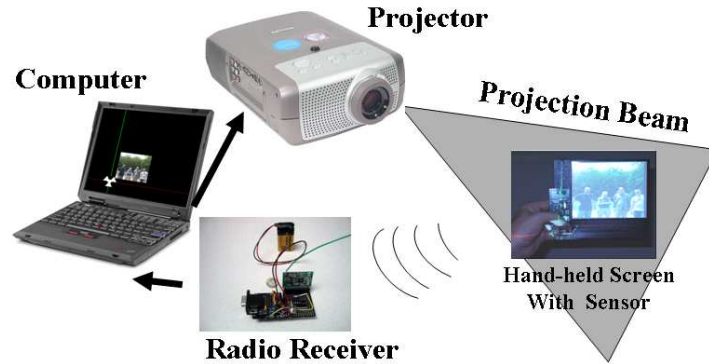 Projector
Computer
Projection Beam
Hand-held Screen
With Sensor
Radio Receiver